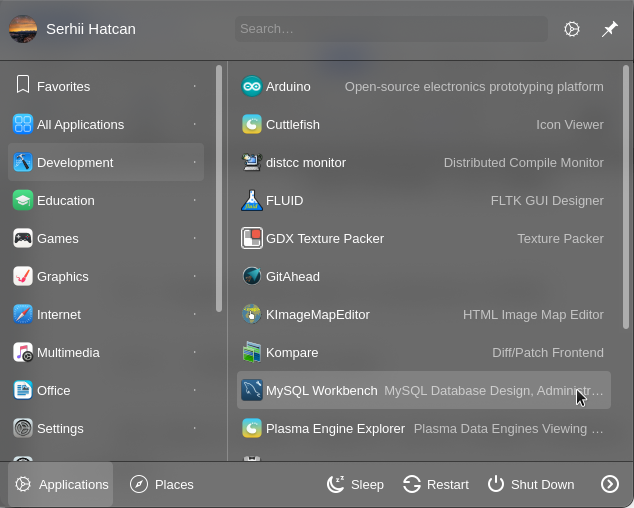 Serhii Hatcan
Search…
Favorites
All Applications
Development
Education
Games
Graphics
Internet
Multimedia
Office
Settings
Arduino Open-source electronics prototyping platform
Cuttlefish Icon Viewer
distcc monitor Distributed Compile Monitor
FLUID FLTK GUI Designer
GDX Texture Packer Texture Packer
GitAhead
KImageMapEditor HTML Image Map Editor
Kompare Diff/Patch Frontend
MySQL Workbench MySQL Database Design, Administr…
Plasma Engine Explorer Plasma Data Engines Viewing …
Applications
Places
Sleep
Restart
Shut Down